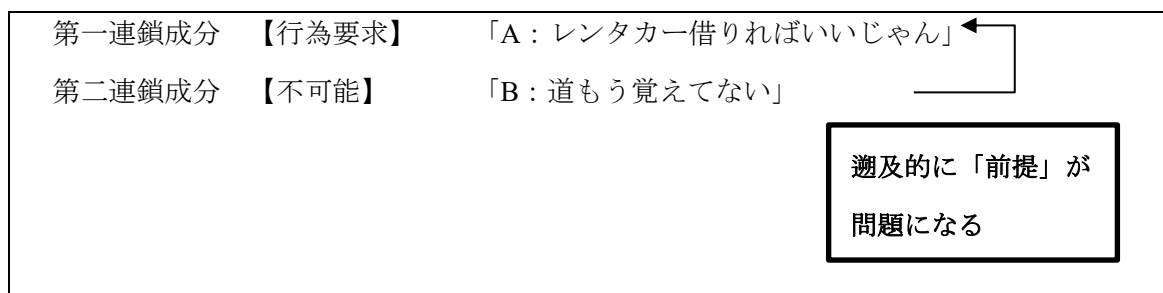 第一連鎖成分 【行為要求】 「A：レンタカー借りればいいじゃん」
第二連鎖成分 【不可能】 「B：道もう覚えてない」
遡及的に「前提」が
問題になる